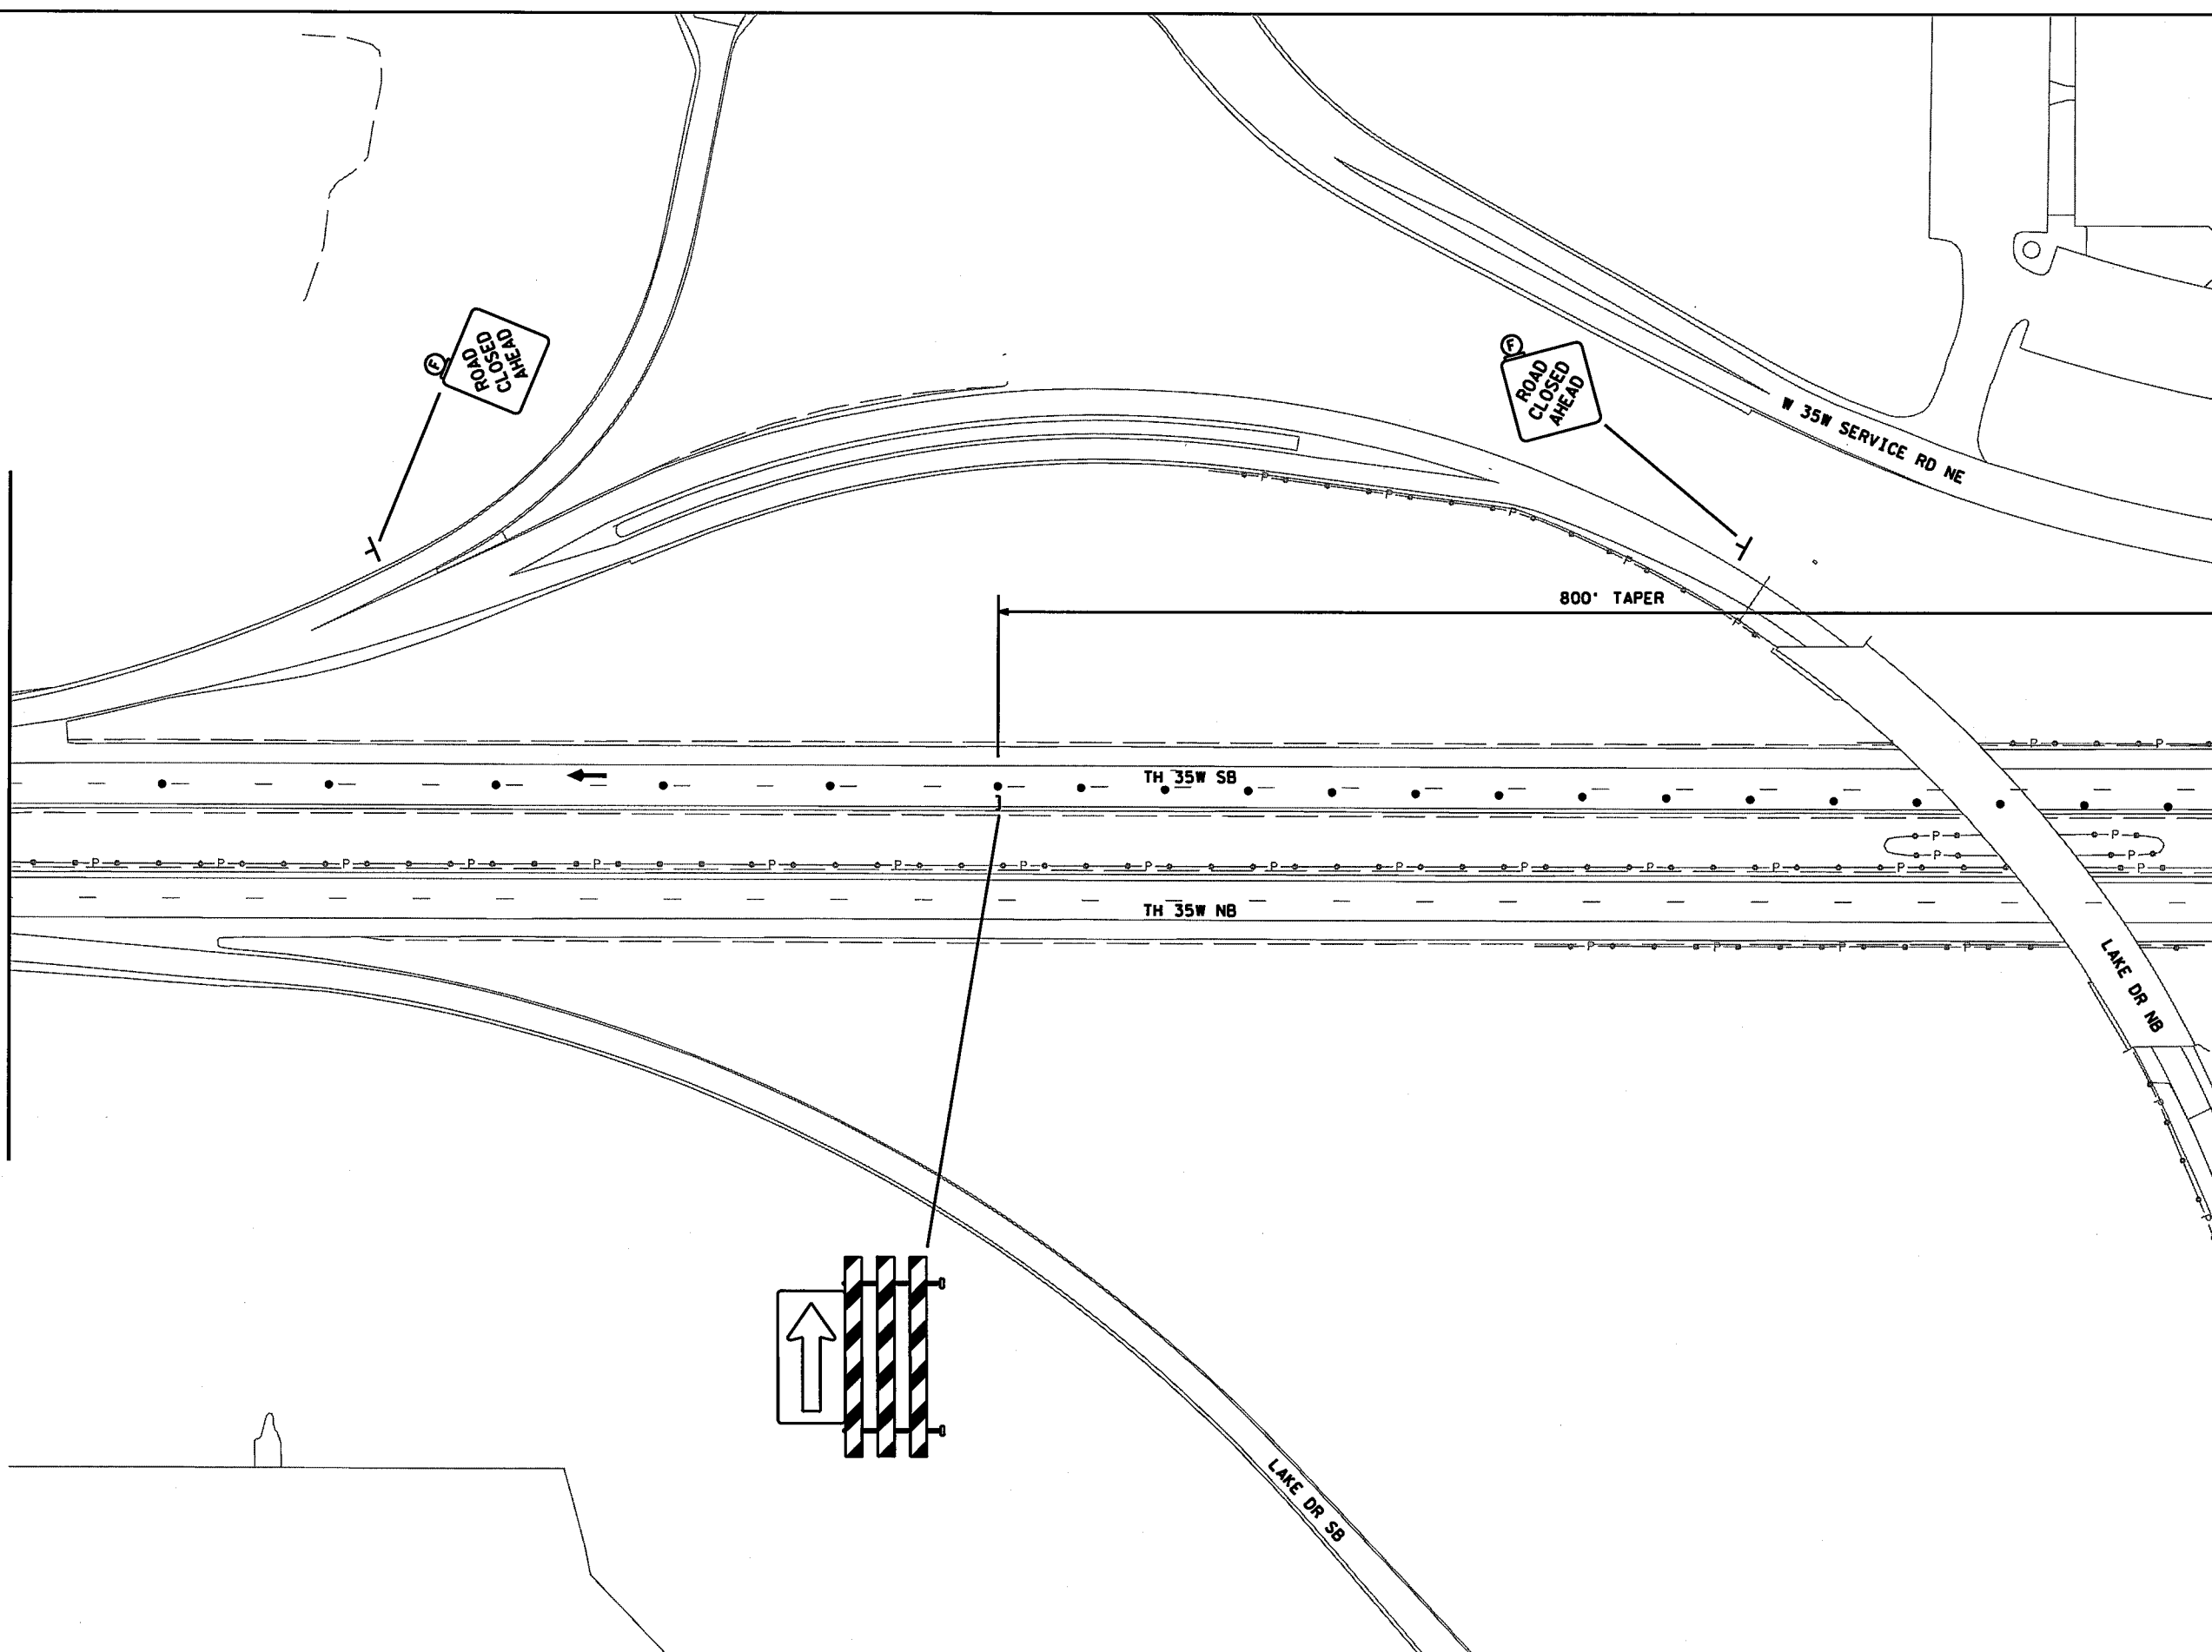 F
ROAD
CLOSED
AHEAD
F
ROAD
CLOSED
AHEAD
W 35W SERVICE RD NE
P P P P P
800' TAPER
P P
TH 35W SB
P P
P P P P P P P P P P P P P P P P
P
TH 35W NB
P P P P
LAKE DR NB
P P
LAKE DR SB